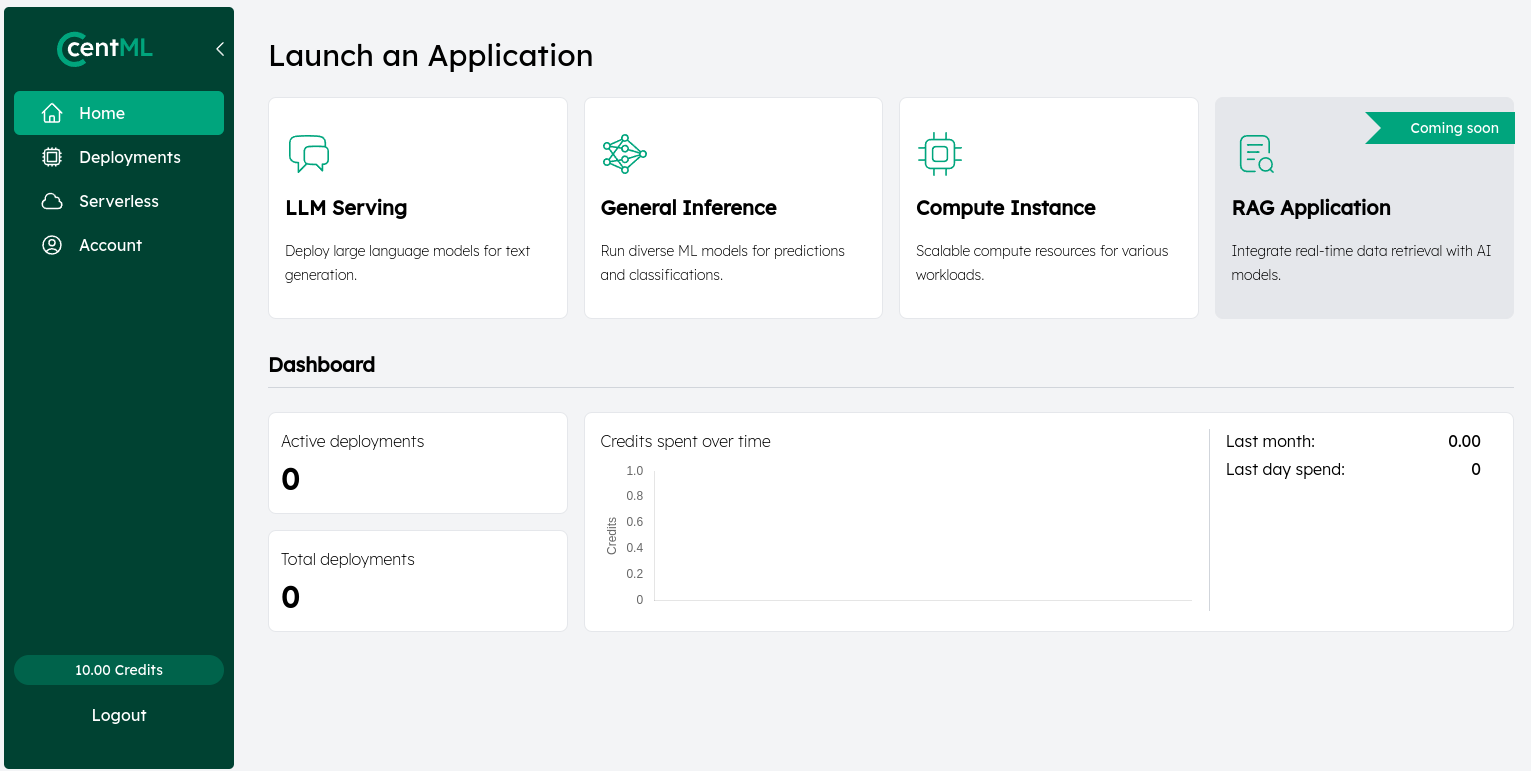 centML
Home
Deployments
Serverless
Account
10.00 Credits
Logout
Launch an Application
LLM Serving
Deploy large language models for text
generation.
General Inference
Run diverse ML models for predictions
and classifications.
Compute Instance
Scalable compute resources for various
workloads.
Coming soon
RAG Application
Integrate real-time data retrieval with AI
models.
Dashboard
Active deployments
0
Total deployments
0
Credits spent over time
Credits
1.0
0.8
0.6
0.4
0.2
0
Last month: 0.00
Last day spend: 0